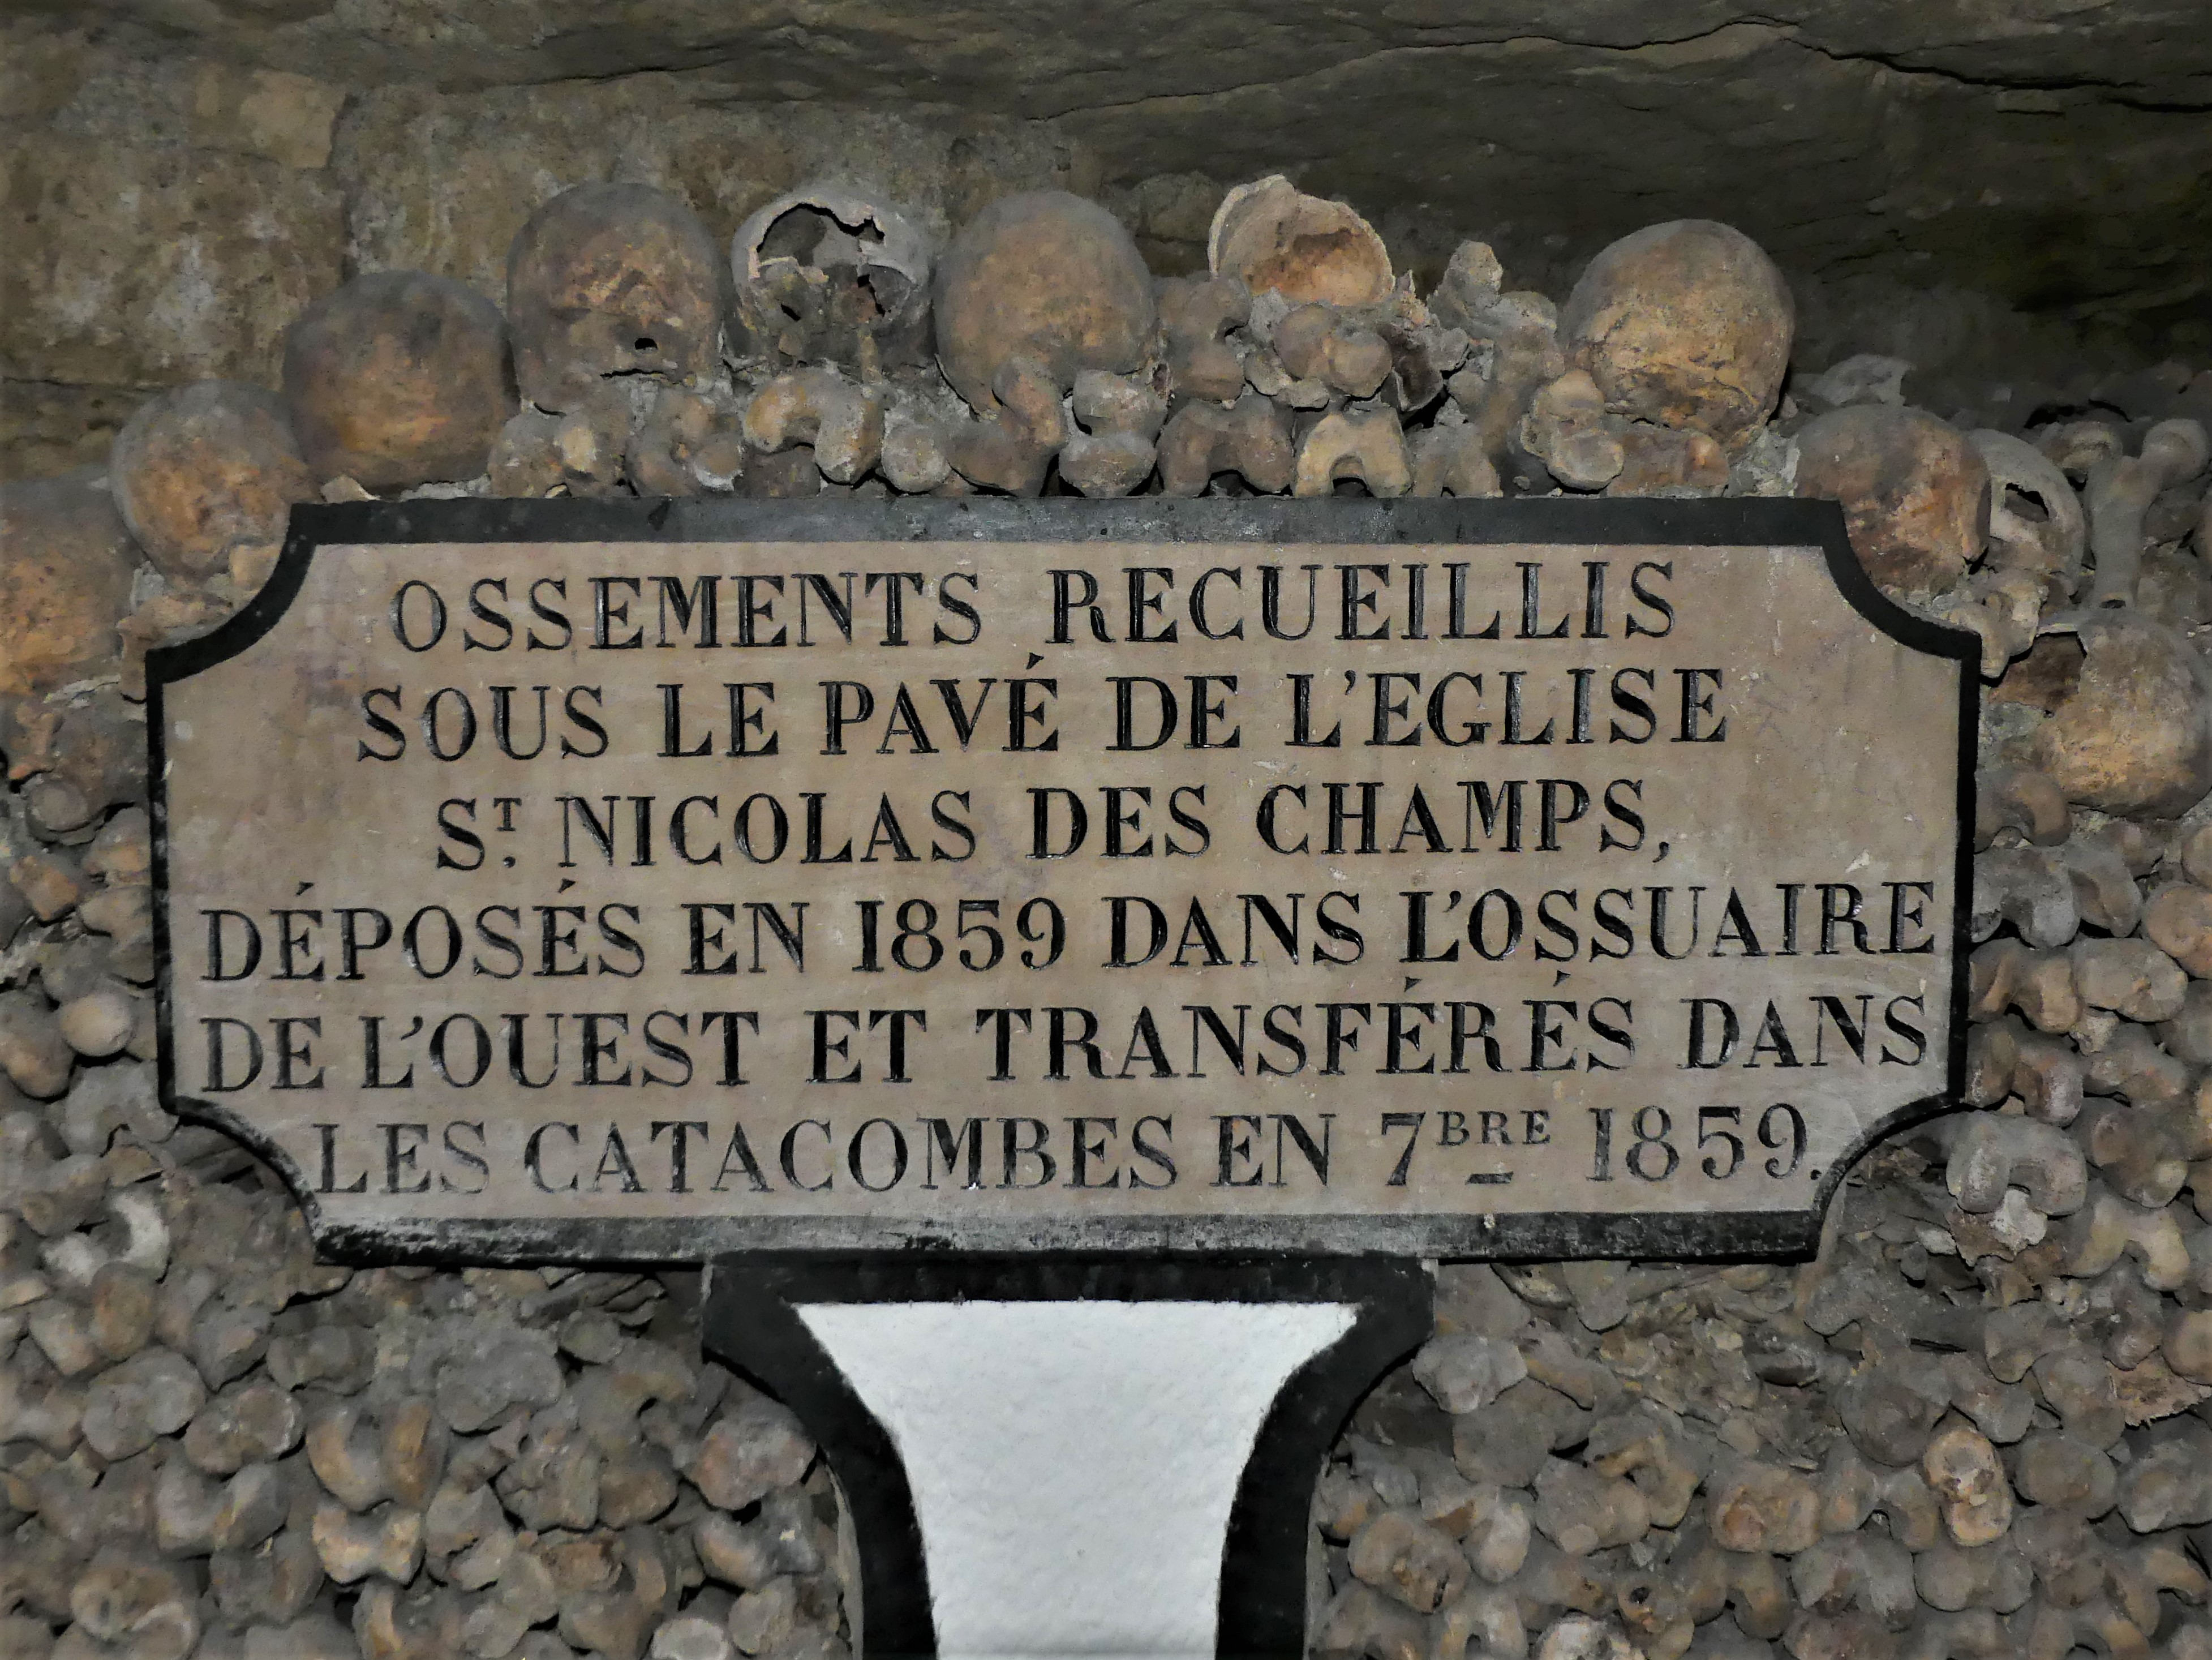 OSSEMENTS RECUEILLIS
SOUS LE PAVÉ DE L'EGLISE
ST. NICOLAS DES CHAMPS,
DÉPOSÉS EN 1859 DANS L'OSSUAIRE
DE L'OUEST ET TRANSFÉRÉS DANS
LES CATACOMBES EN 7BRE 1859.